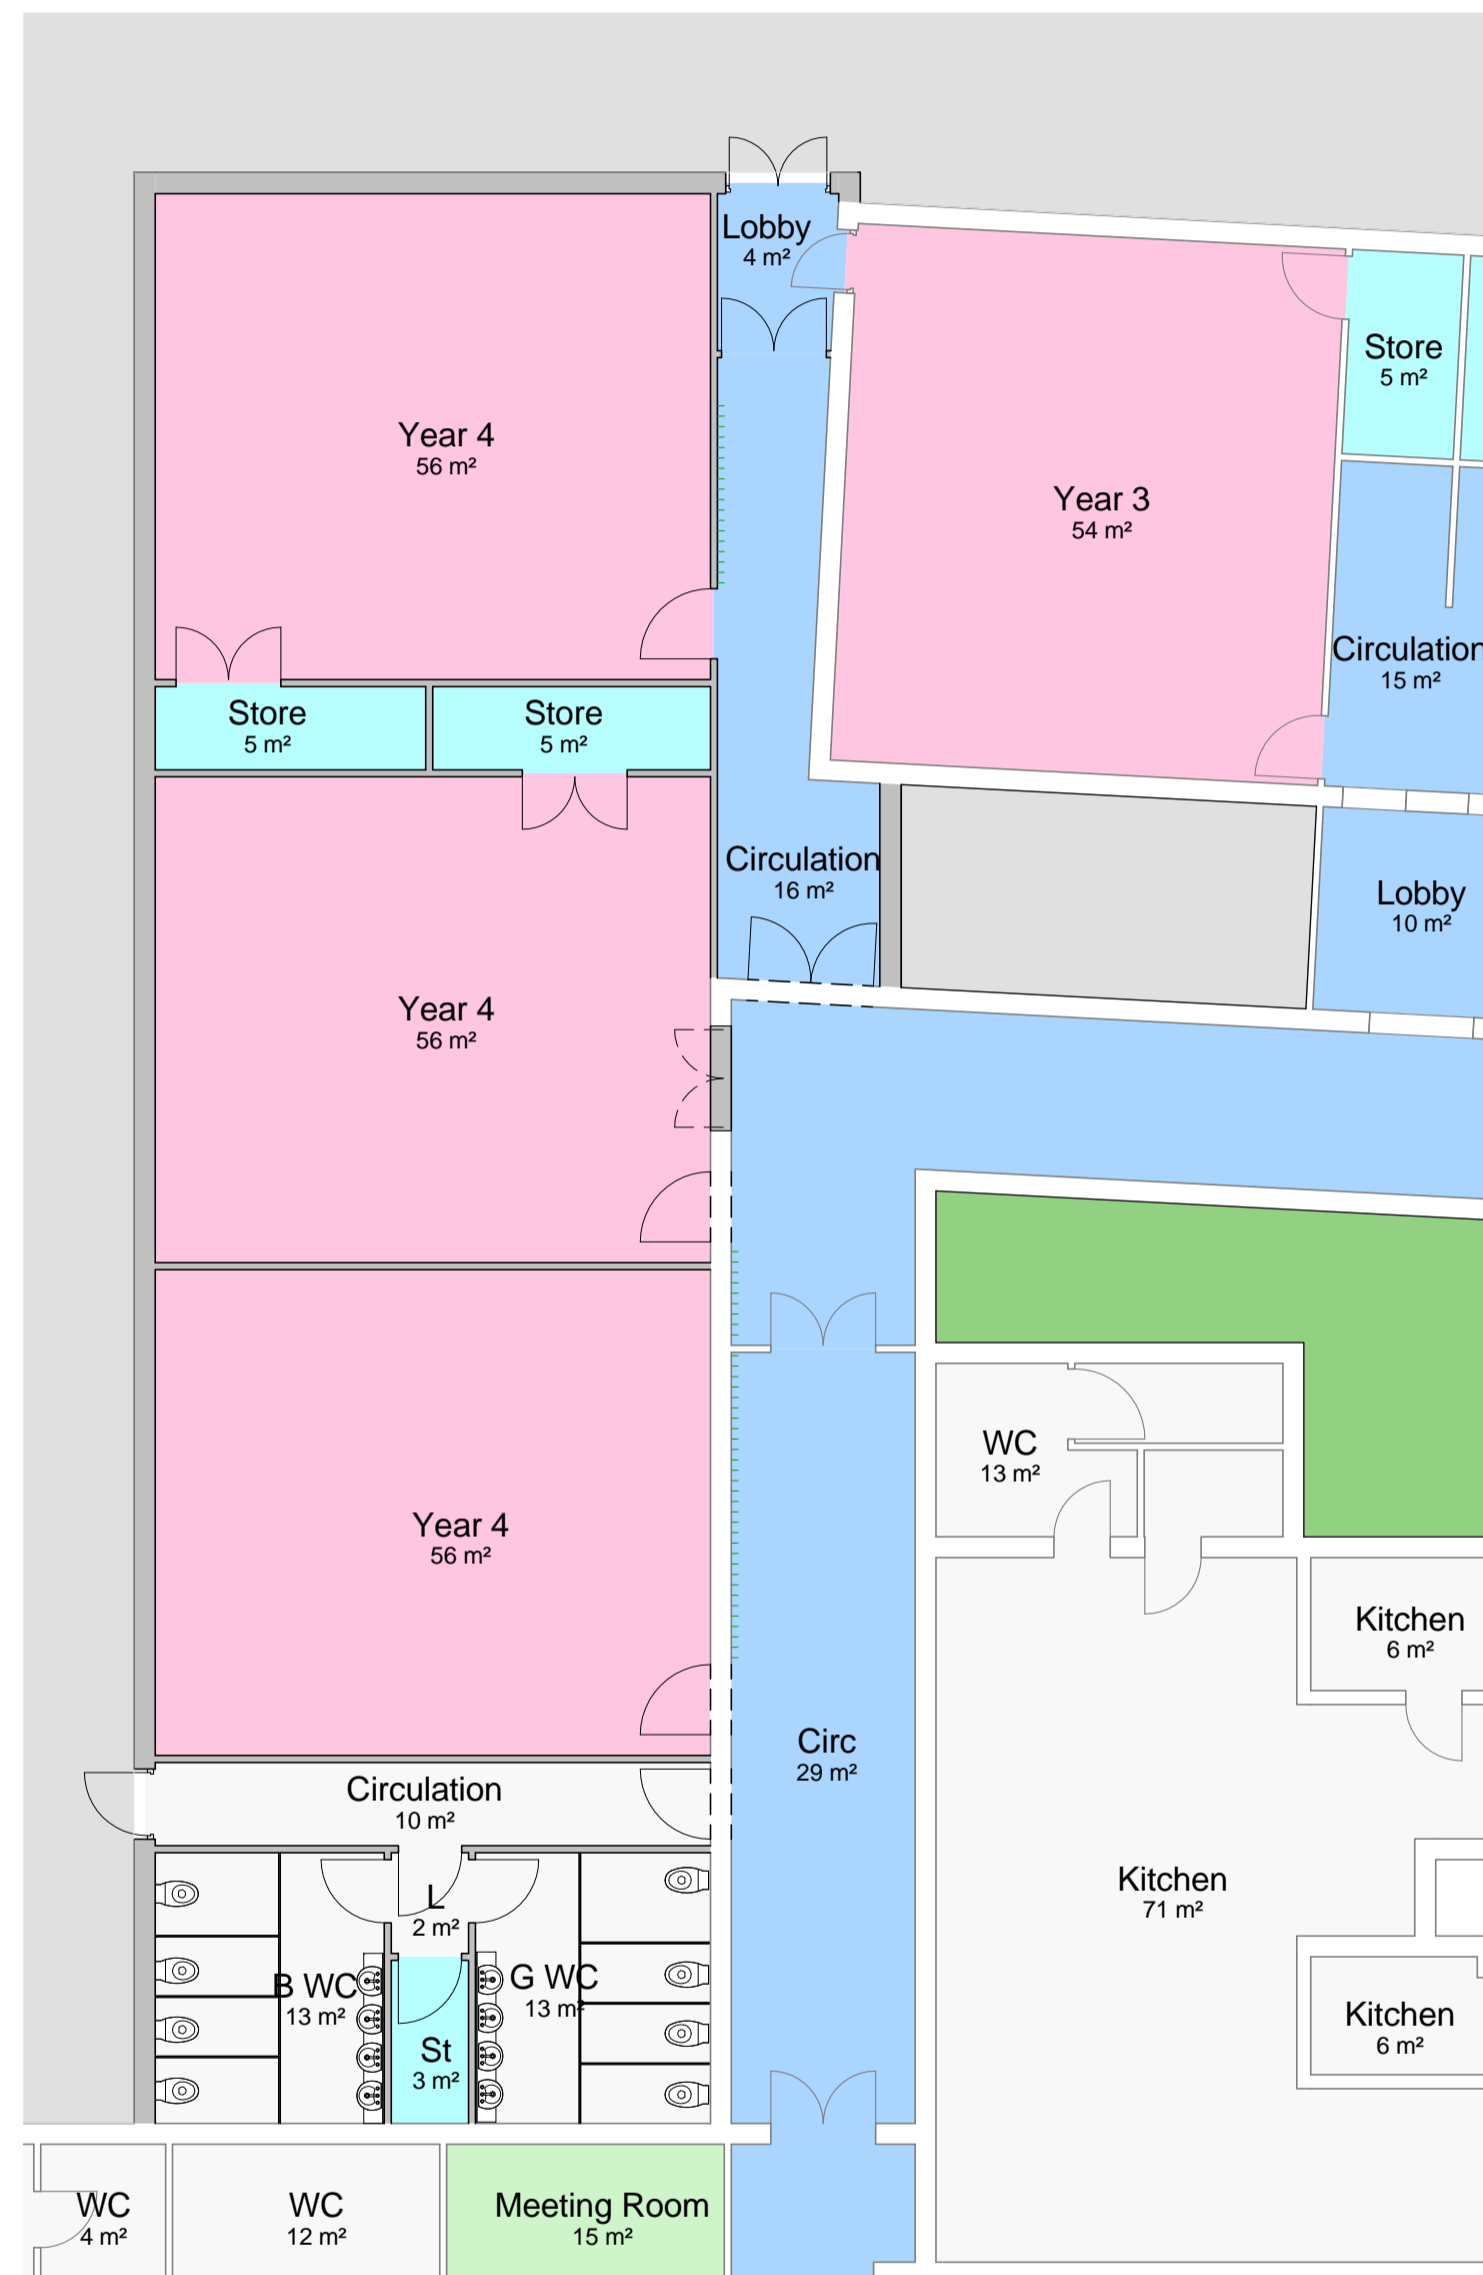 Lobby
4 m²
Store
5 m²
Year 4
56 m²
Year 3
54 m²
Circulation
15 m²
Store
5 m²
Store
5 m²
Circulation
16 m²
Lobby
10 m²
Year 4
56 m²
WC
13 m²
Year 4
56 m²
Kitchen
6 m²
Circ
29 m²
Circulation
10 m²
Kitchen
71 m²
L
2 m²
B WC
13 m²
G WC
13 m²
St
3 m²
Kitchen
6 m²
WC
4 m²
WC
12 m²
Meeting Room
15 m²